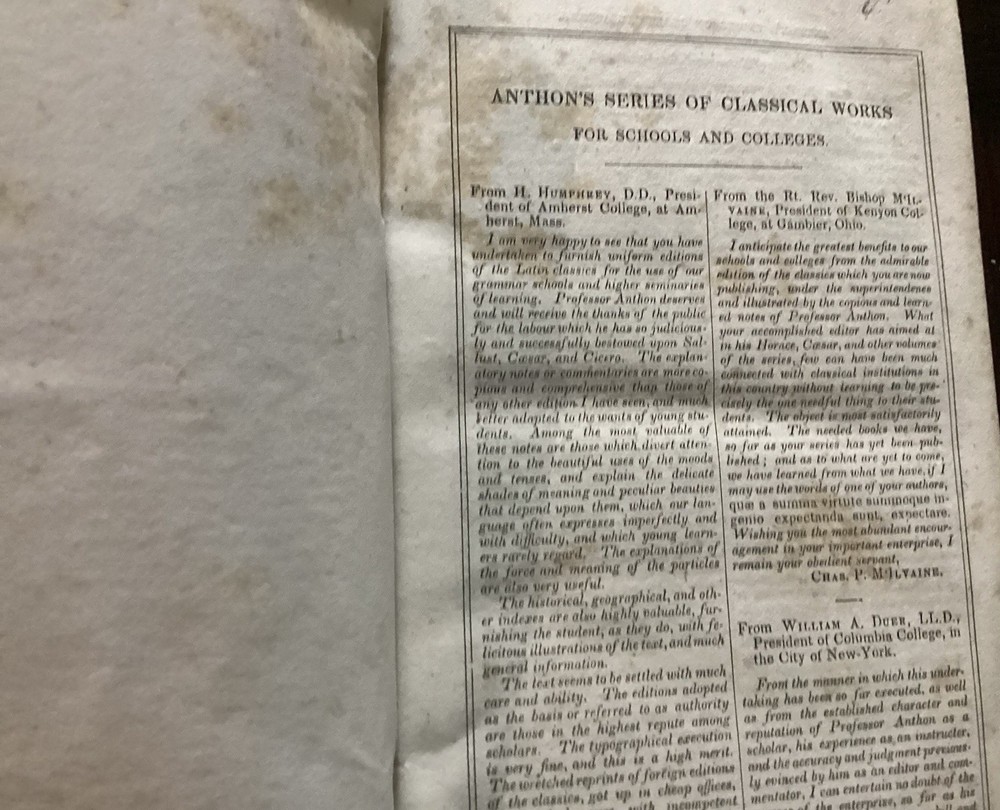 ANTHON'S SERIES OF CLASSICAL WORKS
FOR SCHOOLS AND COLLEGES.
From H. HUMPHREY, D.D., Presi-
dent of Amherst College, at Am-
herst, Mass.
I am very happy to see that you have
undertaken to furnish uniform editions
of the Latin classics for the use of our
grammar schools and higher seminaries
of learning. Professor Anthon deserves
and will receive the thanks of the public
for the labour which he has so judicious-
ly and successfully bestowed upon Sal-
lust, Cæsar, and Cicero. The explan-
atory notes or commentaries are more co-
pious and comprehensive than those of
any other edition I have seen, and much
better adapted to the wants of young stu-
dents. Among the most valuable of
these notes are those which divert atten-
tion to the beautiful uses of the moods
and tenses, and explain the delicate
shades of meaning and peculiar beauties
that depend upon them, which our lan-
guage often expresses imperfectly and
with difficulty, and which young learn-
ers rarely regard. The explanations of
the force and meaning of the particles
are also very useful.
The historical, geographical, and oth-
er indexes are also highly valuable, fur-
nishing the student, as they do, with fe-
licitous illustrations of the text, and much
general information.
The text seems to be settled with much
care and ability. The editions adopted
as the basis or referred to as authority
are those in the highest repute among
scholars. The typographical execution
is very fine, and this is a high merit.
The wretched reprints of foreign editions
of the classics, got up in cheap offices,
with incompetent
From the Rt. Rev. Bishop M'IL-
VAINE, President of Kenyon Col-
lege, at Gambier, Ohio.
I anticipate the greatest benefits to our
schools and colleges from the admirable
edition of the classics which you are now
publishing, under the superintendence
and illustrated by the copious and learn-
ed notes of Professor Anthon. What
your accomplished editor has aimed at
in his Horace, Cæsar, and other volumes
of the series, few can have been much
connected with classical institutions in
this country without learning to be pre-
cisely the one needful thing to their stu-
dents. The object is most satisfactorily
attained. The needed books we have,
so far as your series has yet been pub-
lished; and as to what are yet to come,
we have learned from what we have, if I
may use the words of one of your authors,
quæ a summa virtute summoque in-
genio expectanda sunt, expectare.
Wishing you the most abundant encour-
agement in your important enterprise, I
remain your obedient servant,
CHAS. P. M'ILVAINE.
From WILLIAM A. DUER, LL.D.,
President of Columbia College, in
the City of New-York.
From the manner in which this under-
taking has been so far executed, as well
as from the established character and
reputation of Professor Anthon as a
scholar, his experience as an instructer,
and the accuracy and judgment previous-
ly evinced by him as an editor and com-
mentator, I can entertain no doubt of the
of the enterprise, so far as his